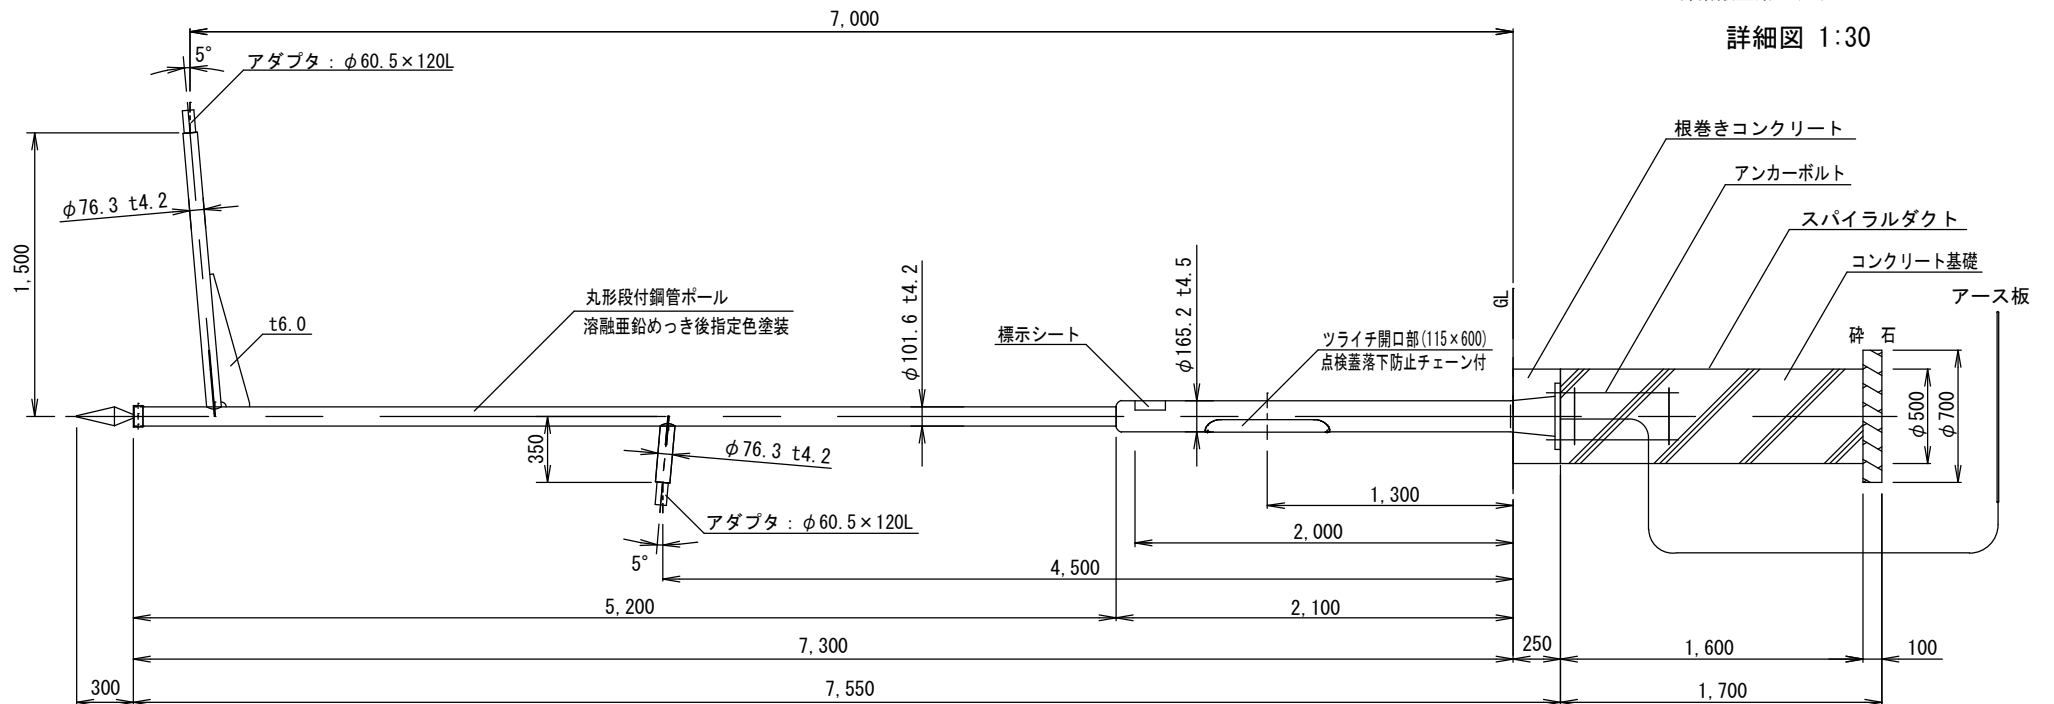 7,000
詳細図 1:30
5°
アダプタ : φ60.5×120L
根巻きコンクリート
アンカーボルト
φ76.3 t4.2
スパイラルダクト
1,500
コンクリート基礎
丸形段付鋼管ポール
溶融亜鉛めっき後指定色塗装
φ101.6 t4.2
φ165.2 t4.5
GL
アース板
t6.0
標示シート
ツライチ開口部(115×600)
点検蓋落下防止チェーン付
砕 石
350
φ76.3 t4.2
φ500
φ700
1,300
アダプタ : φ60.5×120L
2,000
5°
4,500
5,200
2,100
7,300
250
1,600
100
300
7,550
1,700